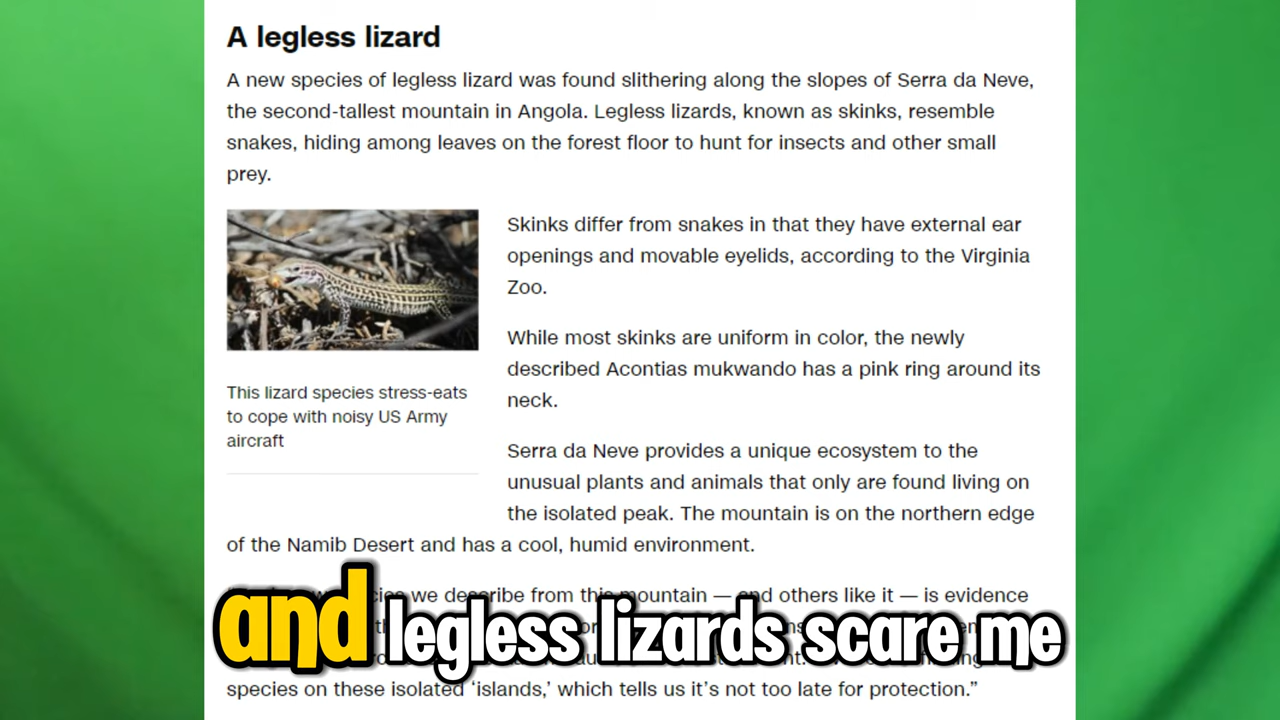 A legless lizard
A new species of legless lizard was found slithering along the slopes of Serra da Neve,
the second-tallest mountain in Angola. Legless lizards, known as skinks, resemble
snakes, hiding among leaves on the forest floor to hunt for insects and other small
prey.
Skinks differ from snakes in that they have external ear
openings and movable eyelids, according to the Virginia
Zoo.
While most skinks are uniform in color, the newly
described Acontias mukwando has a pink ring around its
neck.
This lizard species stress-eats
to cope with noisy US Army
aircraft
Serra da Neve provides a unique ecosystem to the
unusual plants and animals that only are found living on
the isolated peak. The mountain is on the northern edge
of the Namib Desert and has a cool, humid environment.
we describe from this mountain — and others like it — is evidence
and legless lizards scare me
species on these isolated ‘islands,’ which tells us it’s not too late for protection.”